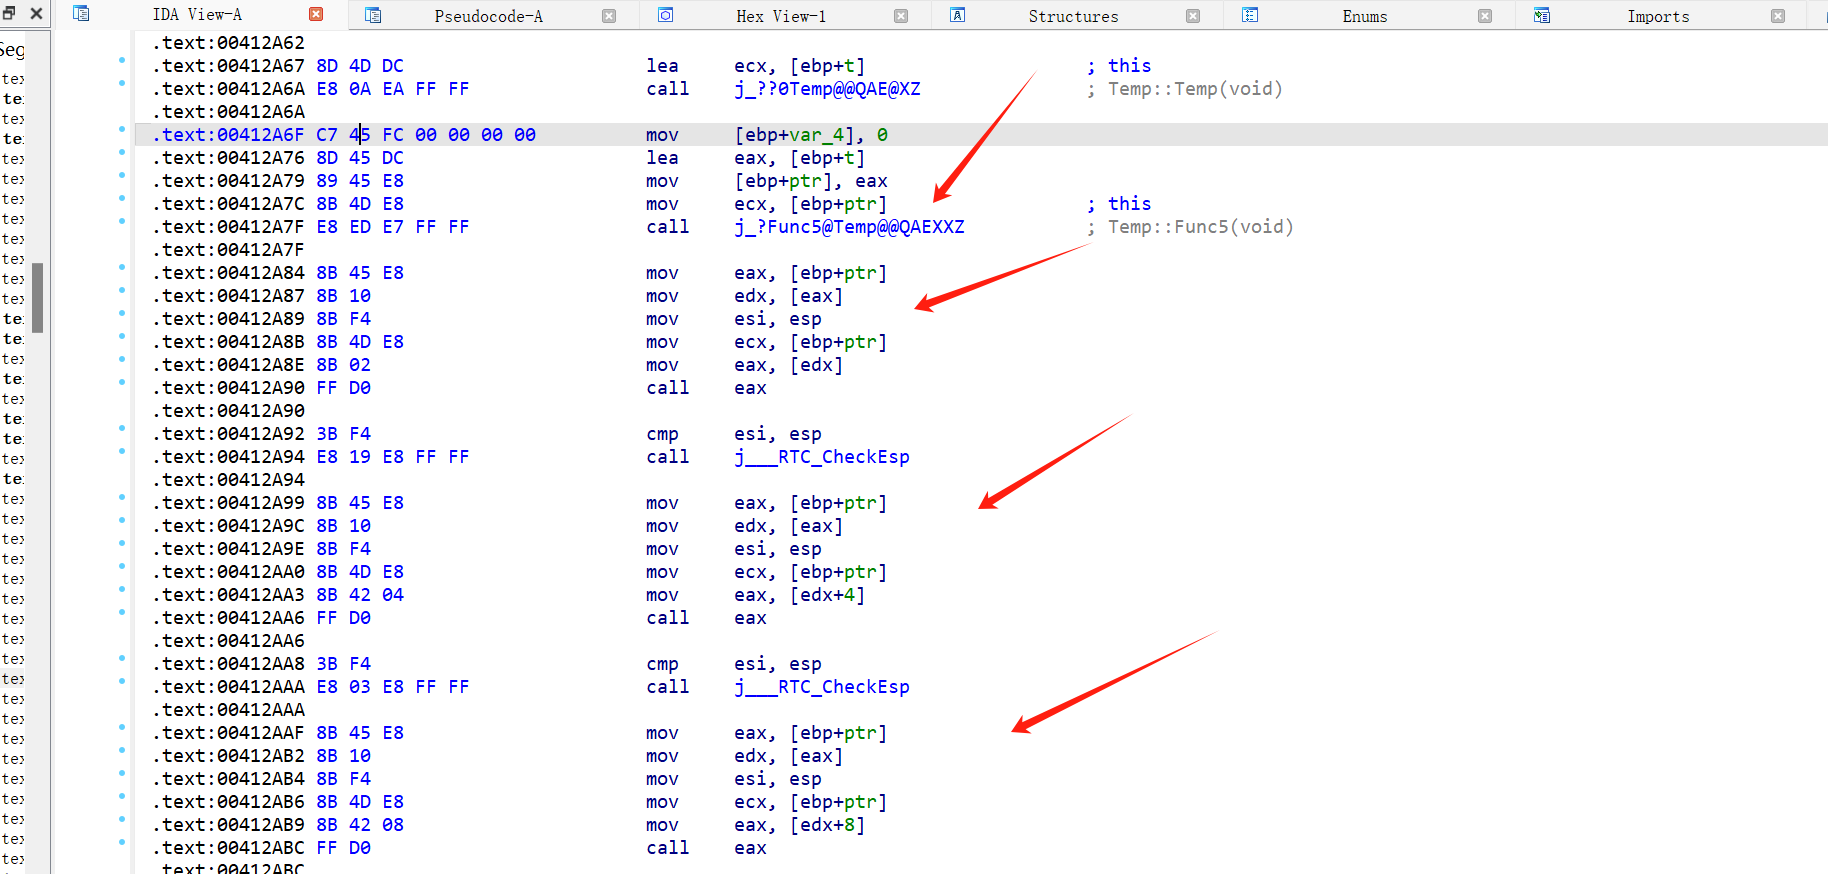 IDA View-A Pseudocode-A Hex View-1 Structures Enums Imports
.text:00412A62
.text:00412A67 8D 4D DC lea ecx, [ebp+t] ; this
.text:00412A6A E8 0A EA FF FF call j_??0Temp@@QAE@XZ ; Temp::Temp(void)
.text:00412A6A
.text:00412A6F C7 45 FC 00 00 00 00 mov [ebp+var_4], 0
.text:00412A76 8D 45 DC lea eax, [ebp+t]
.text:00412A79 89 45 E8 mov [ebp+ptr], eax
.text:00412A7C 8B 4D E8 mov ecx, [ebp+ptr] ; this
.text:00412A7F E8 ED E7 FF FF call j_?Func5@Temp@@QAEXXZ ; Temp::Func5(void)
.text:00412A7F
.text:00412A84 8B 45 E8 mov eax, [ebp+ptr]
.text:00412A87 8B 10 mov edx, [eax]
.text:00412A89 8B F4 mov esi, esp
.text:00412A8B 8B 4D E8 mov ecx, [ebp+ptr]
.text:00412A8E 8B 02 mov eax, [edx]
.text:00412A90 FF D0 call eax
.text:00412A90
.text:00412A92 3B F4 cmp esi, esp
.text:00412A94 E8 19 E8 FF FF call j___RTC_CheckEsp
.text:00412A94
.text:00412A99 8B 45 E8 mov eax, [ebp+ptr]
.text:00412A9C 8B 10 mov edx, [eax]
.text:00412A9E 8B F4 mov esi, esp
.text:00412AA0 8B 4D E8 mov ecx, [ebp+ptr]
.text:00412AA3 8B 42 04 mov eax, [edx+4]
.text:00412AA6 FF D0 call eax
.text:00412AA6
.text:00412AA8 3B F4 cmp esi, esp
.text:00412AAA E8 03 E8 FF FF call j___RTC_CheckEsp
.text:00412AAA
.text:00412AAF 8B 45 E8 mov eax, [ebp+ptr]
.text:00412AB2 8B 10 mov edx, [eax]
.text:00412AB4 8B F4 mov esi, esp
.text:00412AB6 8B 4D E8 mov ecx, [ebp+ptr]
.text:00412AB9 8B 42 08 mov eax, [edx+8]
.text:00412ABC FF D0 call eax
.text:00412ABC